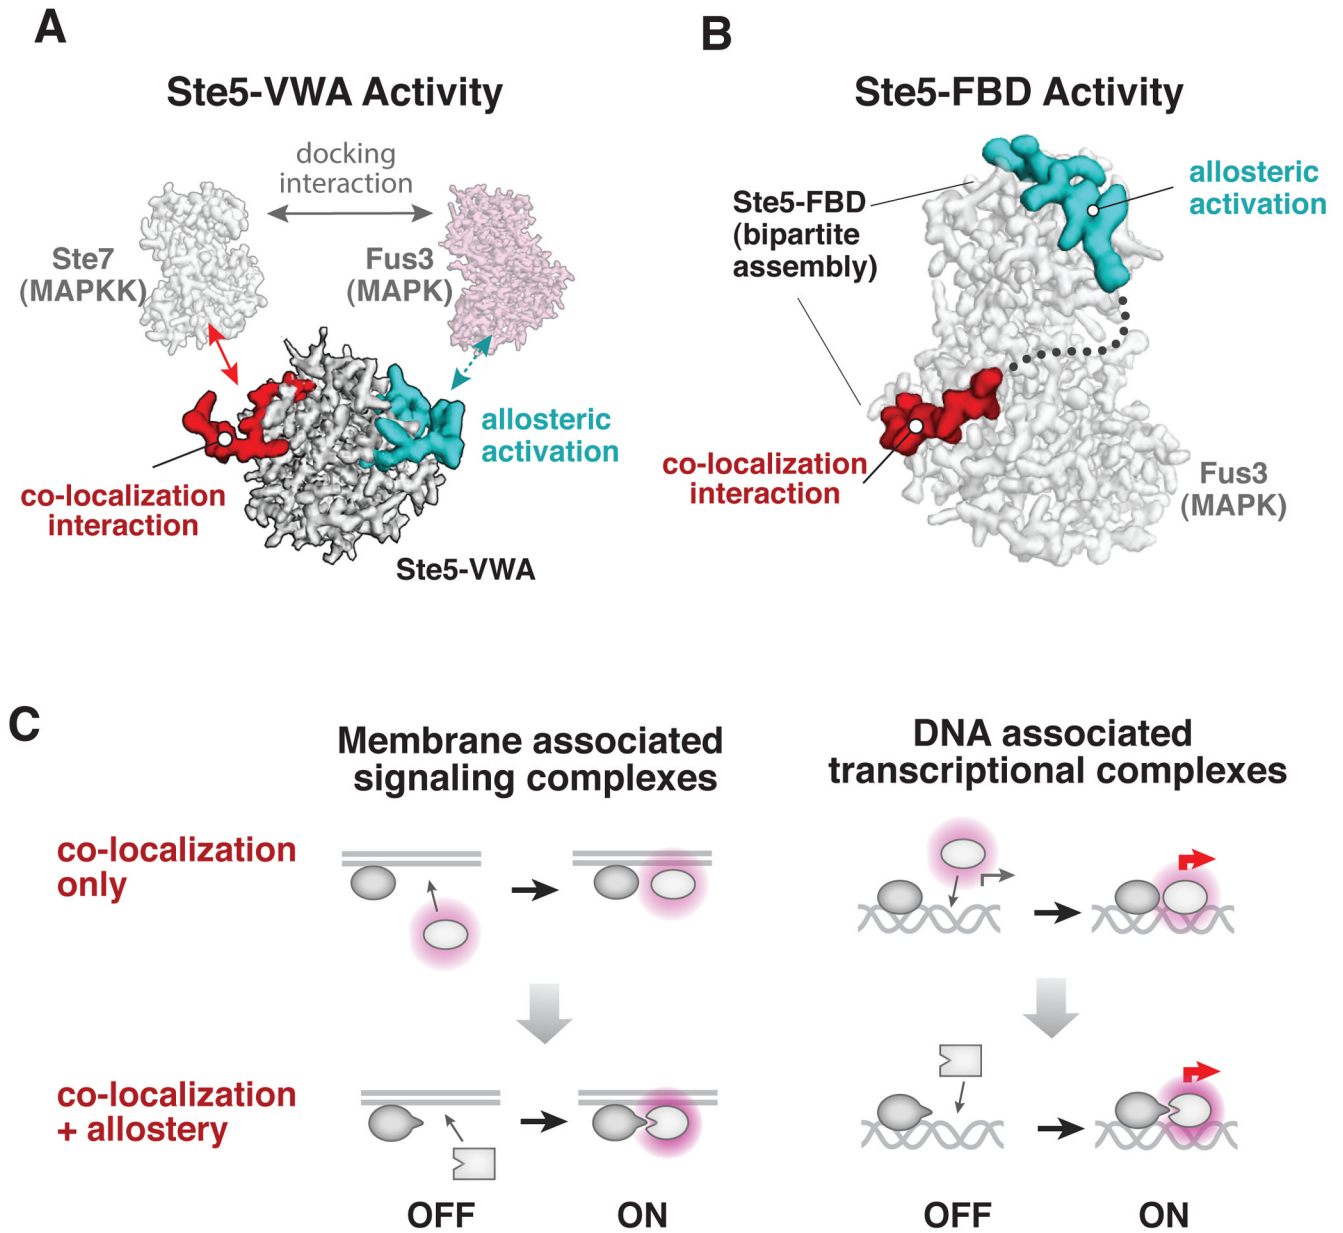 A
Ste5-VWA Activity
docking
interaction
Ste7
(MAPKK)
Fus3
(MAPK)
allosteric
activation
co-localization
interaction
Ste5-VWA
B
Ste5-FBD Activity
allosteric
activation
Ste5-FBD
(bipartite
assembly)
co-localization
interaction
Fus3
(MAPK)
C
Membrane associated
signaling complexes
DNA associated
transcriptional complexes
co-localization
only
co-localization
+ allostery
OFF
ON
OFF
ON